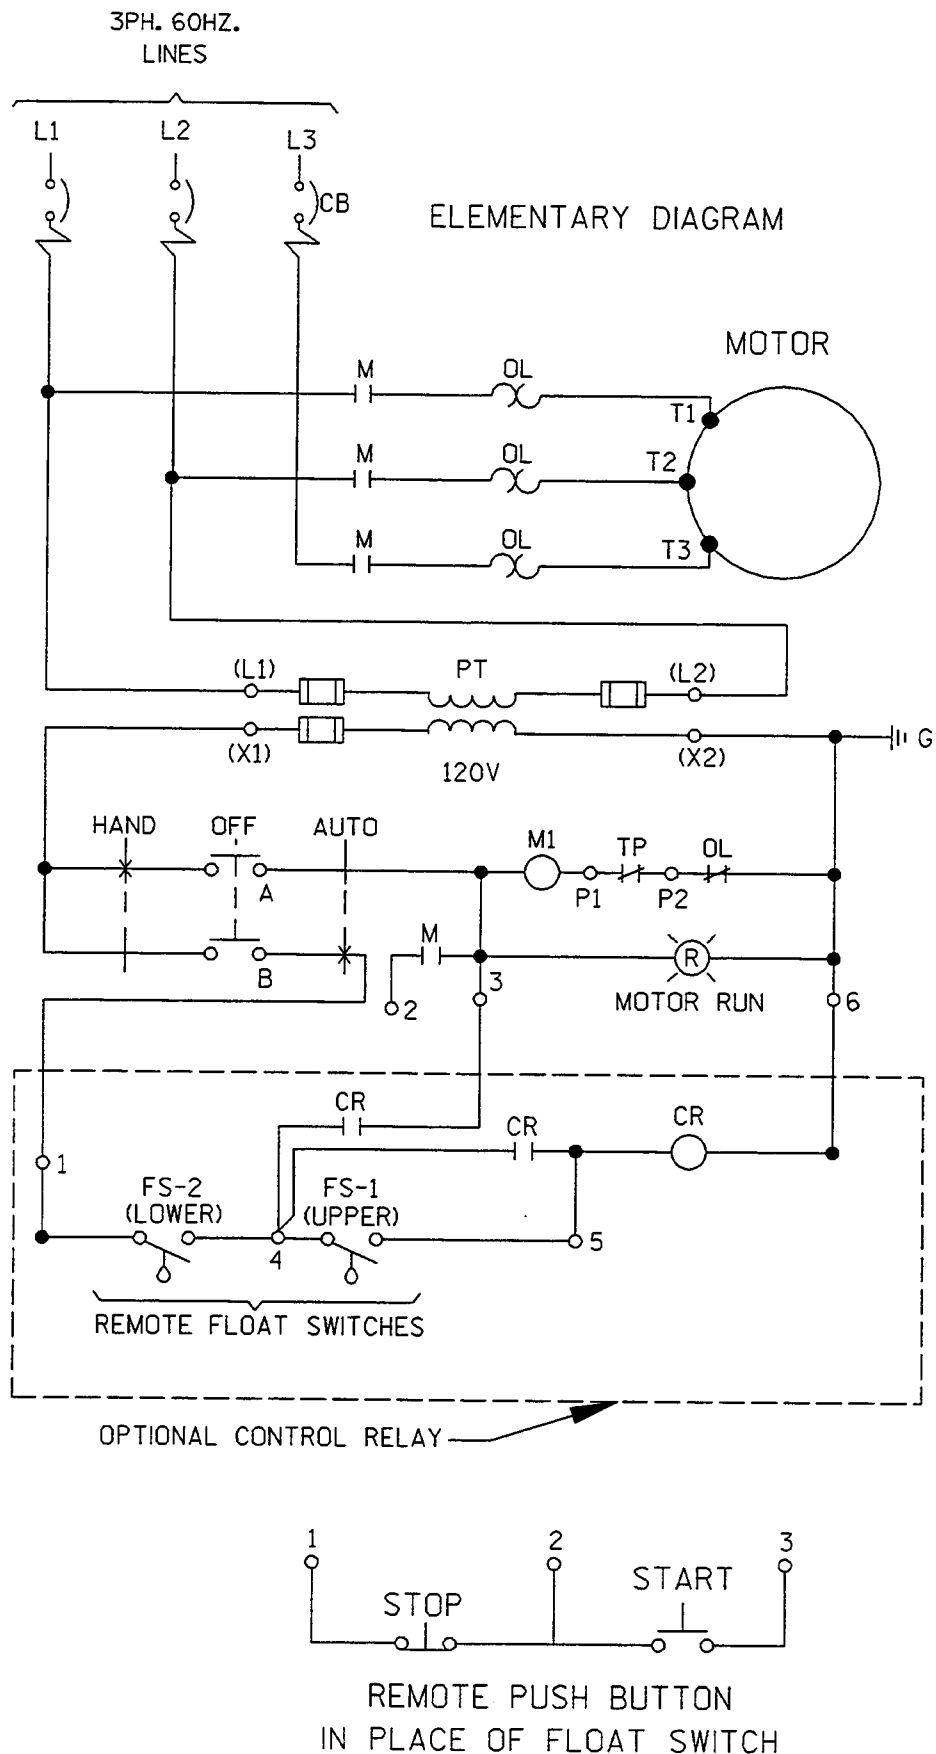 3PH. 60HZ.
LINES
L1
L2
L3
CB
ELEMENTARY DIAGRAM
MOTOR
M
OL
T1
M
OL
T2
M
OL
T3
(L1)
PT
(L2)
(X1)
120V
(X2)
G
HAND
OFF
AUTO
M1
TP
OL
A
P1
P2
B
M
R
2
3
MOTOR RUN
6
CR
CR
CR
1
FS-2
(LOWER)
FS-1
(UPPER)
4
5
REMOTE FLOAT SWITCHES
OPTIONAL CONTROL RELAY
1
2
3
STOP
START
REMOTE PUSH BUTTON
IN PLACE OF FLOAT SWITCH